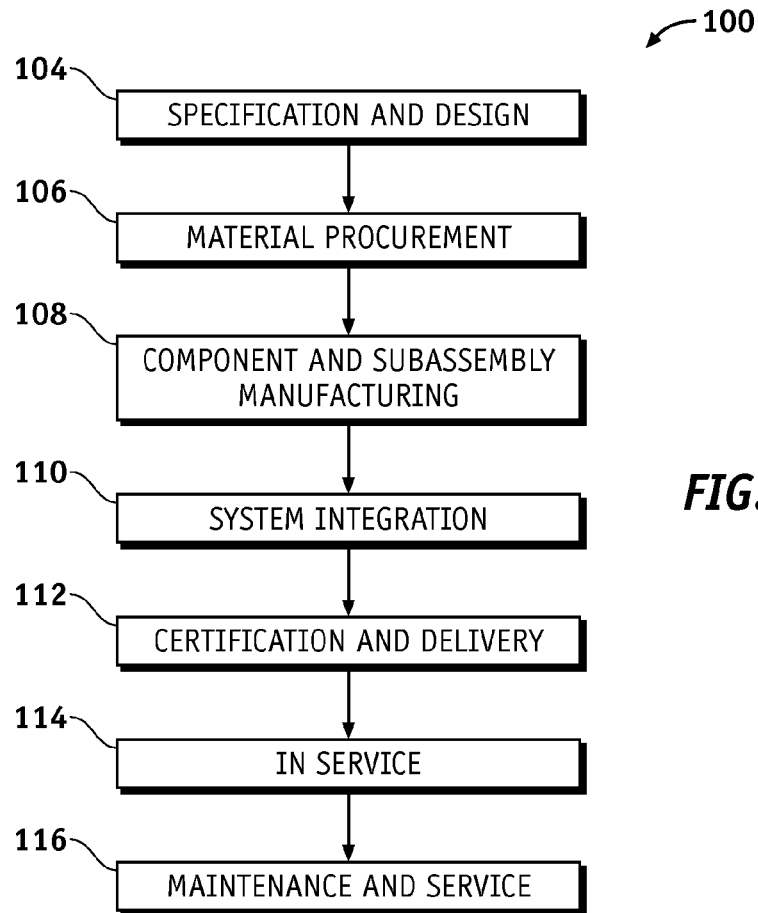 100
104
SPECIFICATION AND DESIGN
106
MATERIAL PROCUREMENT
108
COMPONENT AND SUBASSEMBLY
MANUFACTURING
110
SYSTEM INTEGRATION
FIG.
112
CERTIFICATION AND DELIVERY
114
IN SERVICE
116
MAINTENANCE AND SERVICE